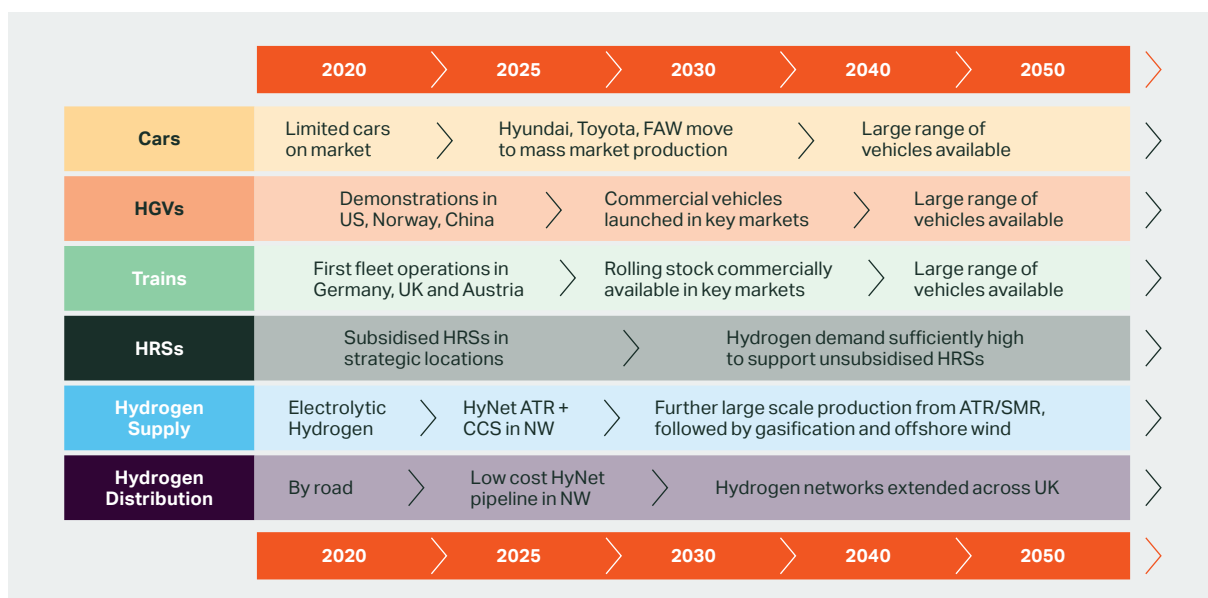 2020 2025 2030 2040 2050
Cars
Limited cars
on market
Hyundai, Toyota, FAW move
to mass market production
Large range of
vehicles available
HGVs
Demonstrations in
US, Norway, China
Commercial vehicles
launched in key markets
Large range of
vehicles available
Trains
First fleet operations in
Germany, UK and Austria
Rolling stock commercially
available in key markets
Large range of
vehicles available
HRSs
Subsidised HRSs in
strategic locations
Hydrogen demand sufficiently high
to support unsubsidised HRSs
Hydrogen
Supply
Electrolytic
Hydrogen
HyNet ATR +
CCS in NW
Further large scale production from ATR/SMR,
followed by gasification and offshore wind
Hydrogen
Distribution
By road
Low cost HyNet
pipeline in NW
Hydrogen networks extended across UK
2020 2025 2030 2040 2050